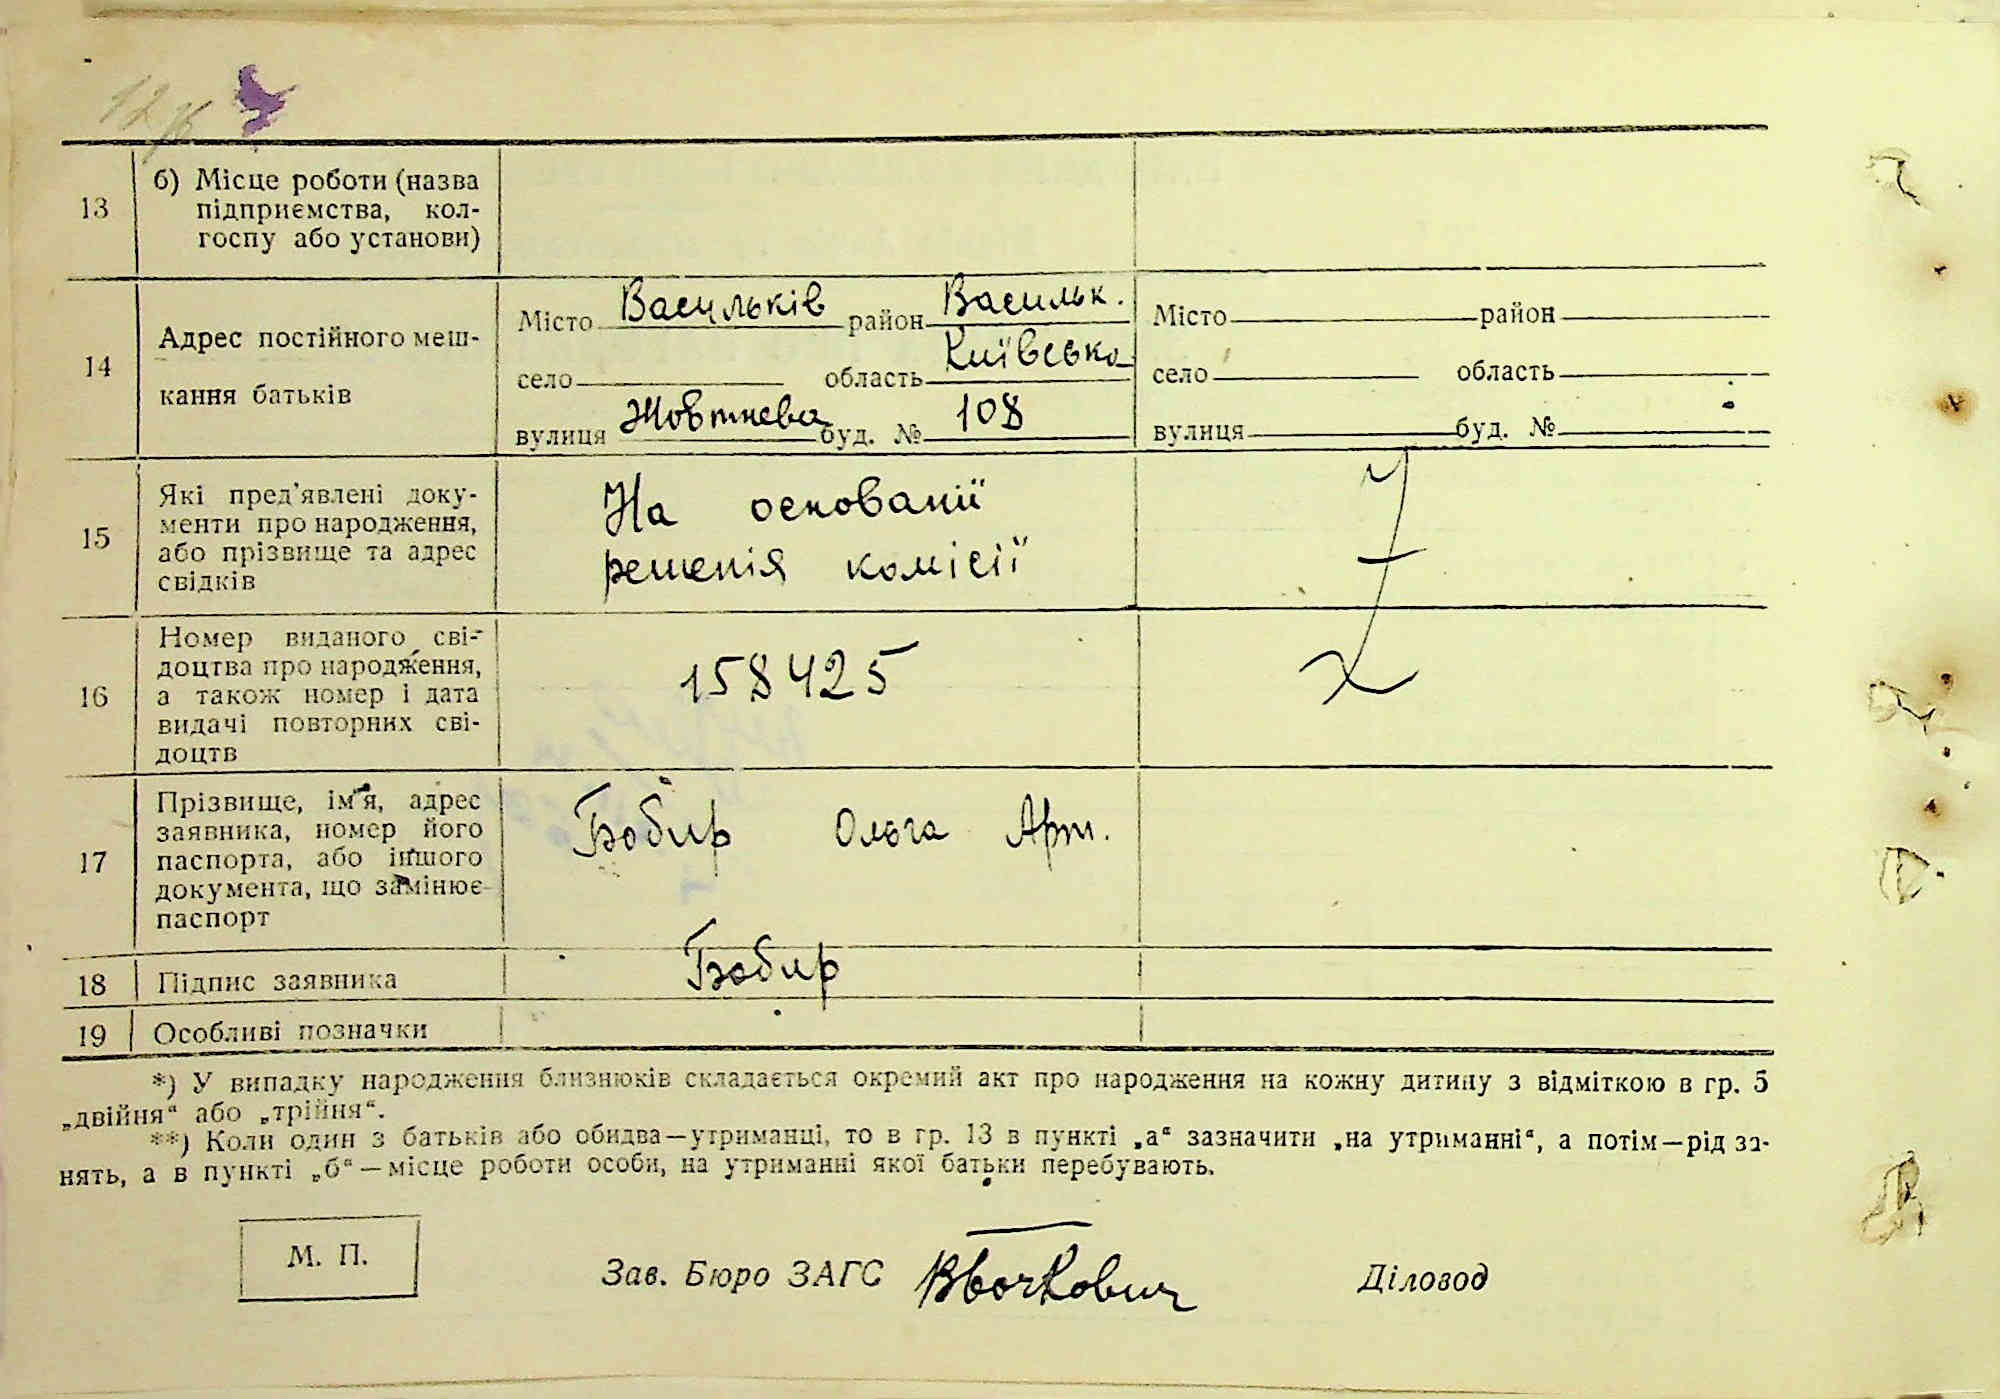 13 б) Місце роботи (назва
підприємства, кол-
госпу або установи)
Місто Васильків район Васильк. Місто район
14 Адрес постійного меш-
кання батьків
село область Київська село область
вулиця Жовтнева буд. № 108 вулиця буд. №
15 Які пред'явлені доку-
менти про народження,
або прізвище та адрес
свідків
На основанії
решенія комісії
16 Номер виданого сві-
доцтва про народження,
а також номер і дата
видачі повторних сві-
доцтв
158425
17 Прізвище, ім'я, адрес
заявника, номер його
паспорта, або іншого
документа, що замінює
паспорт
Бобир Ольга Арт.
18 Підпис заявника Бобир
19 Особливі позначки
*) У випадку народження близнюків складається окремий акт про народження на кожну дитину з відміткою в гр. 5
„двійня“ або „трійня“.
**) Коли один з батьків або обидва—утриманці, то в гр. 13 в пункті „а“ зазначити „на утриманні“, а потім—рід за-
нять, а в пункті „б“—місце роботи особи, на утриманні якої батьки перебувають.
М. П. Зав. Бюро ЗАГС Діловод